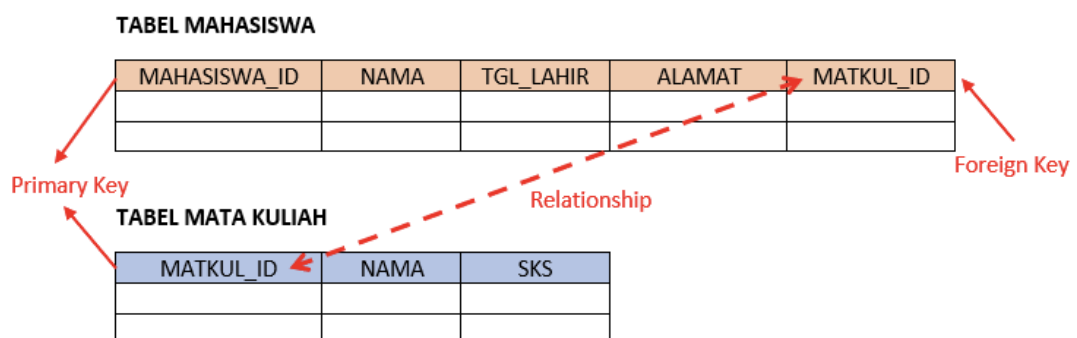 TABEL MAHASISWA
MAHASISWA_ID NAMA TGL_LAHIR ALAMAT MATKUL_ID
Foreign Key
Primary Key
Relationship
TABEL MATA KULIAH
MATKUL_ID NAMA SKS